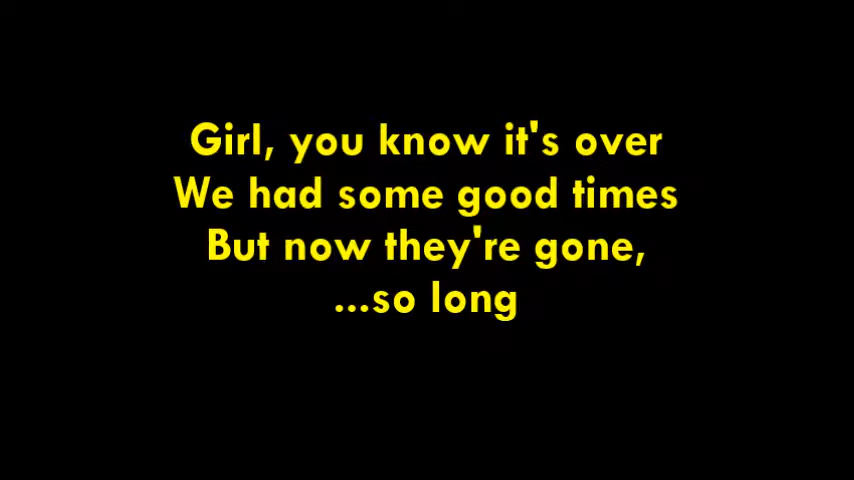 Girl, you know it's over
We had some good times
But now they're gone,
...so long